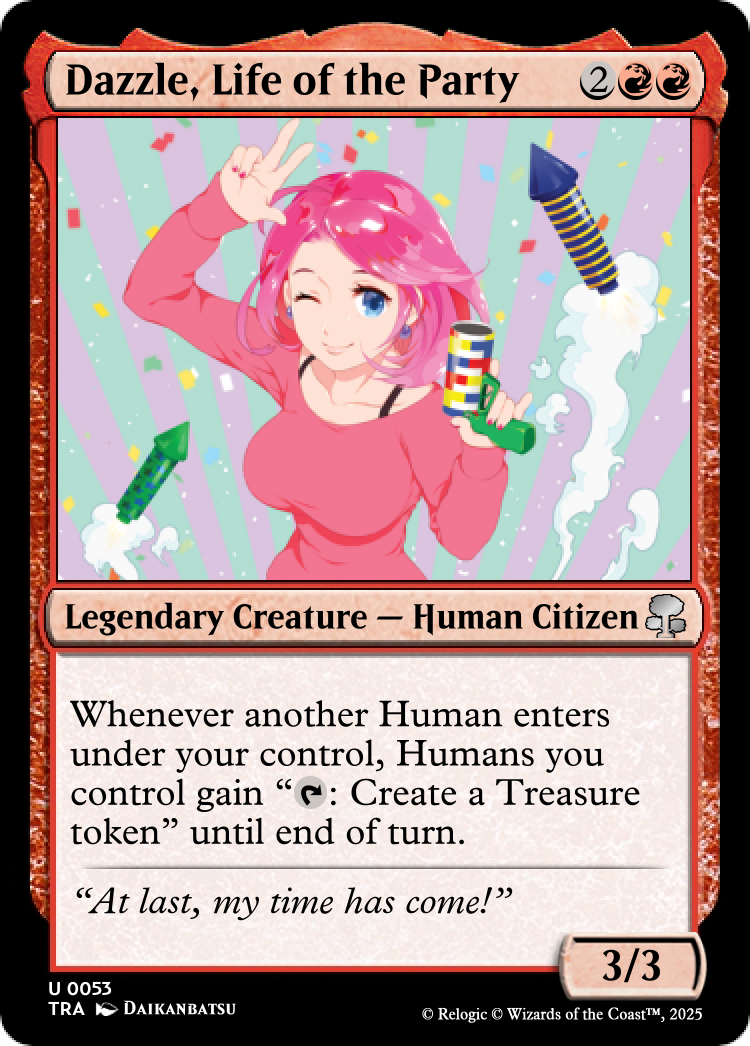 Dazzle, Life of the Party 2
Legendary Creature — Human Citizen
Whenever another Human enters
under your control, Humans you
control gain “: Create a Treasure
token” until end of turn.
“At last, my time has come!”
3/3
U 0053
TRA DAIKANBATSU
© Relogic © Wizards of the Coast™, 2025